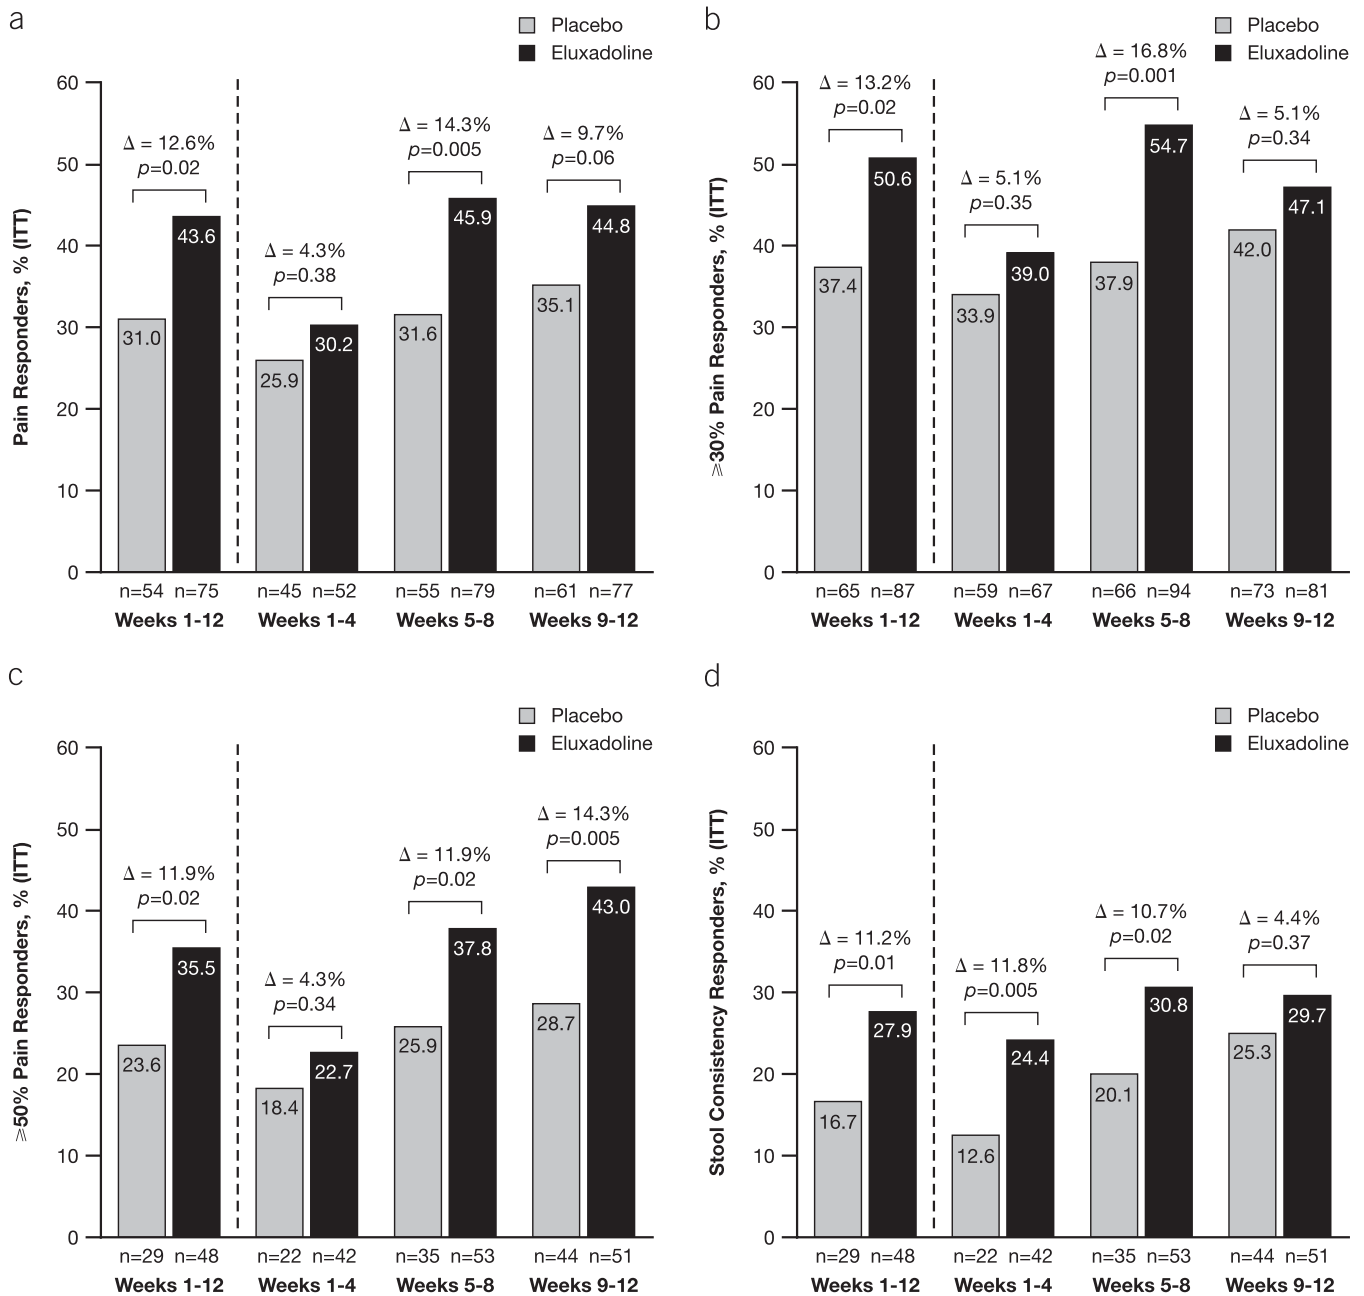 a
Placebo
Eluxadoline
Pain Responders, % (ITT)
60
50
40
30
20
10
0
Δ = 12.6%
p=0.02
31.0
43.6
Δ = 4.3%
p=0.38
25.9
30.2
Δ = 14.3%
p=0.005
31.6
45.9
Δ = 9.7%
p=0.06
35.1
44.8
n=54 n=75 n=45 n=52 n=55 n=79 n=61 n=77
Weeks 1-12 Weeks 1-4 Weeks 5-8 Weeks 9-12
b
Placebo
Eluxadoline
⩾30% Pain Responders, % (ITT)
60
50
40
30
20
10
0
Δ = 13.2%
p=0.02
37.4
50.6
Δ = 5.1%
p=0.35
33.9
39.0
Δ = 16.8%
p=0.001
37.9
54.7
Δ = 5.1%
p=0.34
42.0
47.1
n=65 n=87 n=59 n=67 n=66 n=94 n=73 n=81
Weeks 1-12 Weeks 1-4 Weeks 5-8 Weeks 9-12
c
Placebo
Eluxadoline
⩾50% Pain Responders, % (ITT)
60
50
40
30
20
10
0
Δ = 11.9%
p=0.02
23.6
35.5
Δ = 4.3%
p=0.34
18.4
22.7
Δ = 11.9%
p=0.02
25.9
37.8
Δ = 14.3%
p=0.005
28.7
43.0
n=29 n=48 n=22 n=42 n=35 n=53 n=44 n=51
Weeks 1-12 Weeks 1-4 Weeks 5-8 Weeks 9-12
d
Placebo
Eluxadoline
Stool Consistency Responders, % (ITT)
60
50
40
30
20
10
0
Δ = 11.2%
p=0.01
16.7
27.9
Δ = 11.8%
p=0.005
12.6
24.4
Δ = 10.7%
p=0.02
20.1
30.8
Δ = 4.4%
p=0.37
25.3
29.7
n=29 n=48 n=22 n=42 n=35 n=53 n=44 n=51
Weeks 1-12 Weeks 1-4 Weeks 5-8 Weeks 9-12